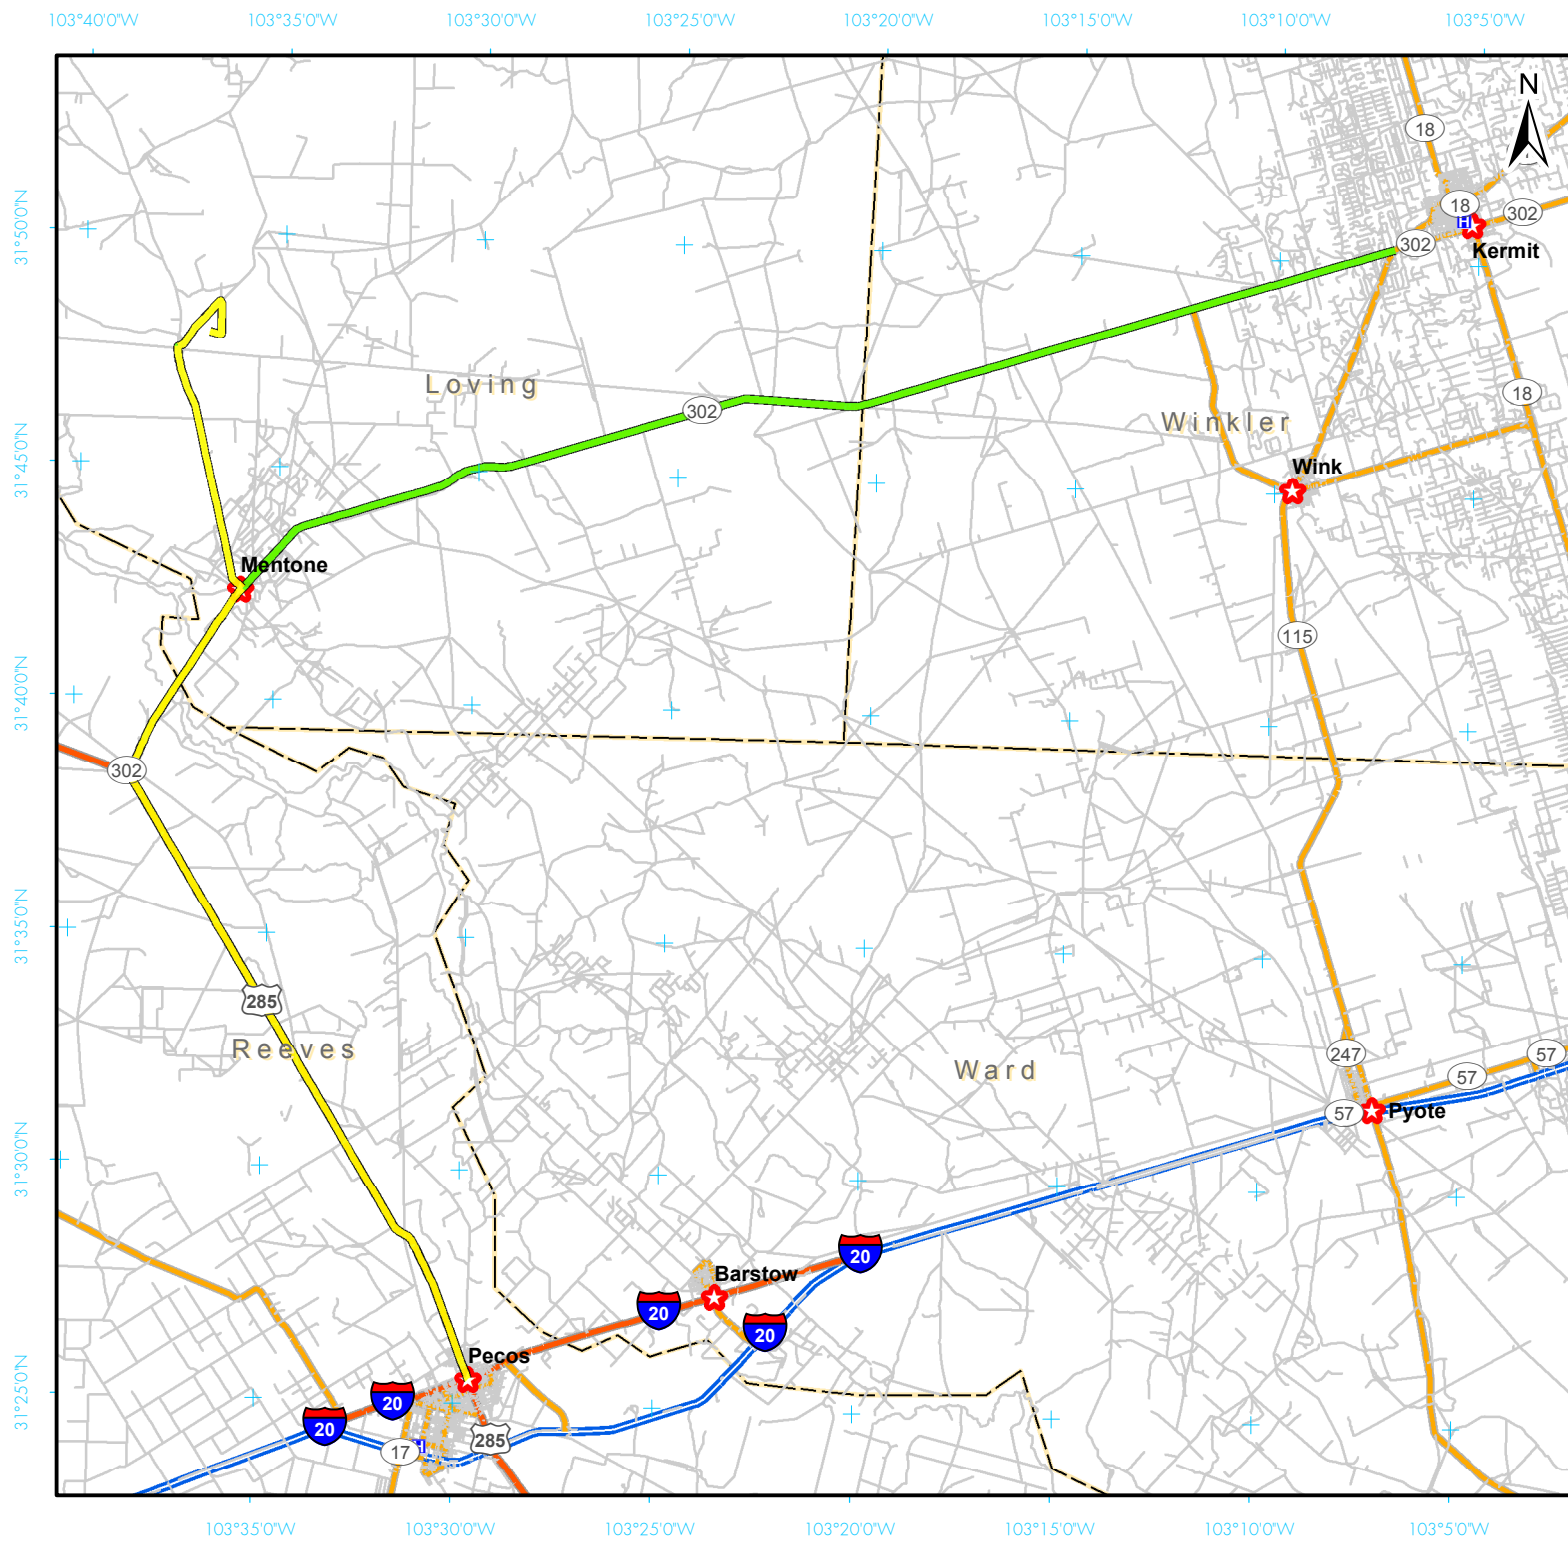 103°40'0"W
103°35'0"W
103°30'0"W
103°25'0"W
103°20'0"W
103°15'0"W
103°10'0"W
103°5'0"W
N
18
31°50'0"N
18
302
H
302
Kermit
Loving
302
18
Winkler
31°45'0"N
Wink
Mentone
115
31°40'0"N
302
31°35'0"N
285
Reeves
247
57
Ward
57
57
Pyote
31°30'0"N
20
Barstow
20
20
Pecos
31°25'0"N
20
20
H
285
17
103°35'0"W
103°30'0"W
103°25'0"W
103°20'0"W
103°15'0"W
103°10'0"W
103°5'0"W